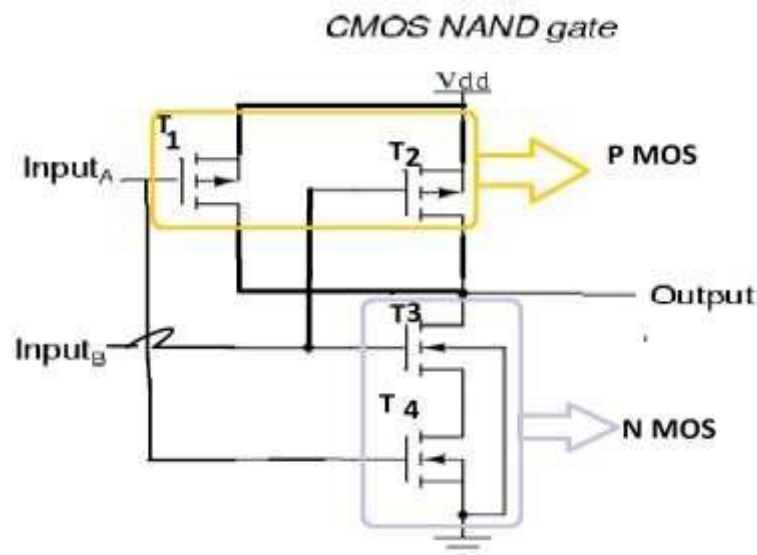 CMOS NAND gate
Vdd
T1
T2
P MOS
InputA
Output
T3
InputB
T 4
N MOS